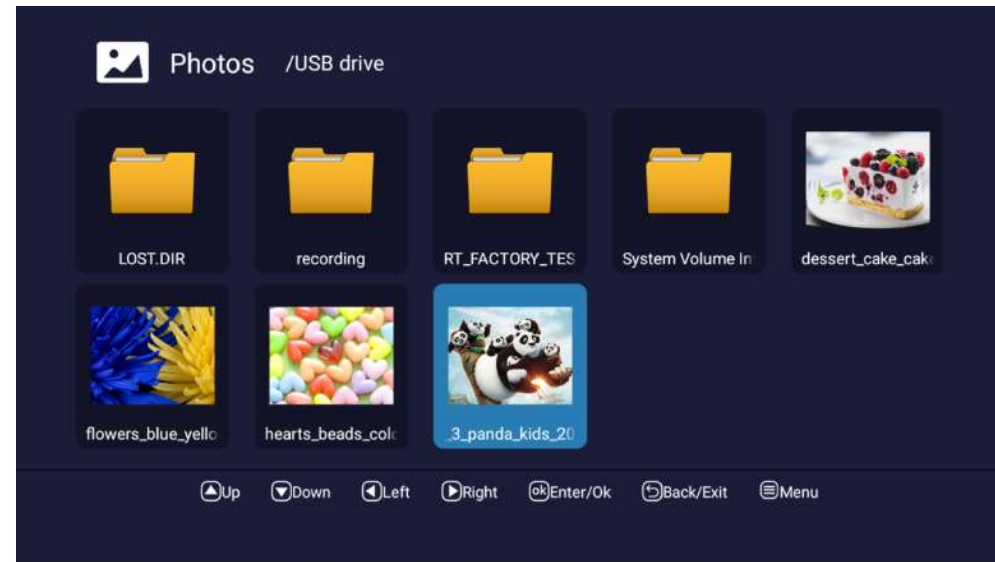 Photos /USB drive
LOST.DIR
recording
RT_FACTORY_TES
System Volume In
dessert_cake_cak
flowers_blue_yello
hearts_beads_colo
_3_panda_kids_20
Up Down Left Right ok Enter/Ok Back/Exit Menu